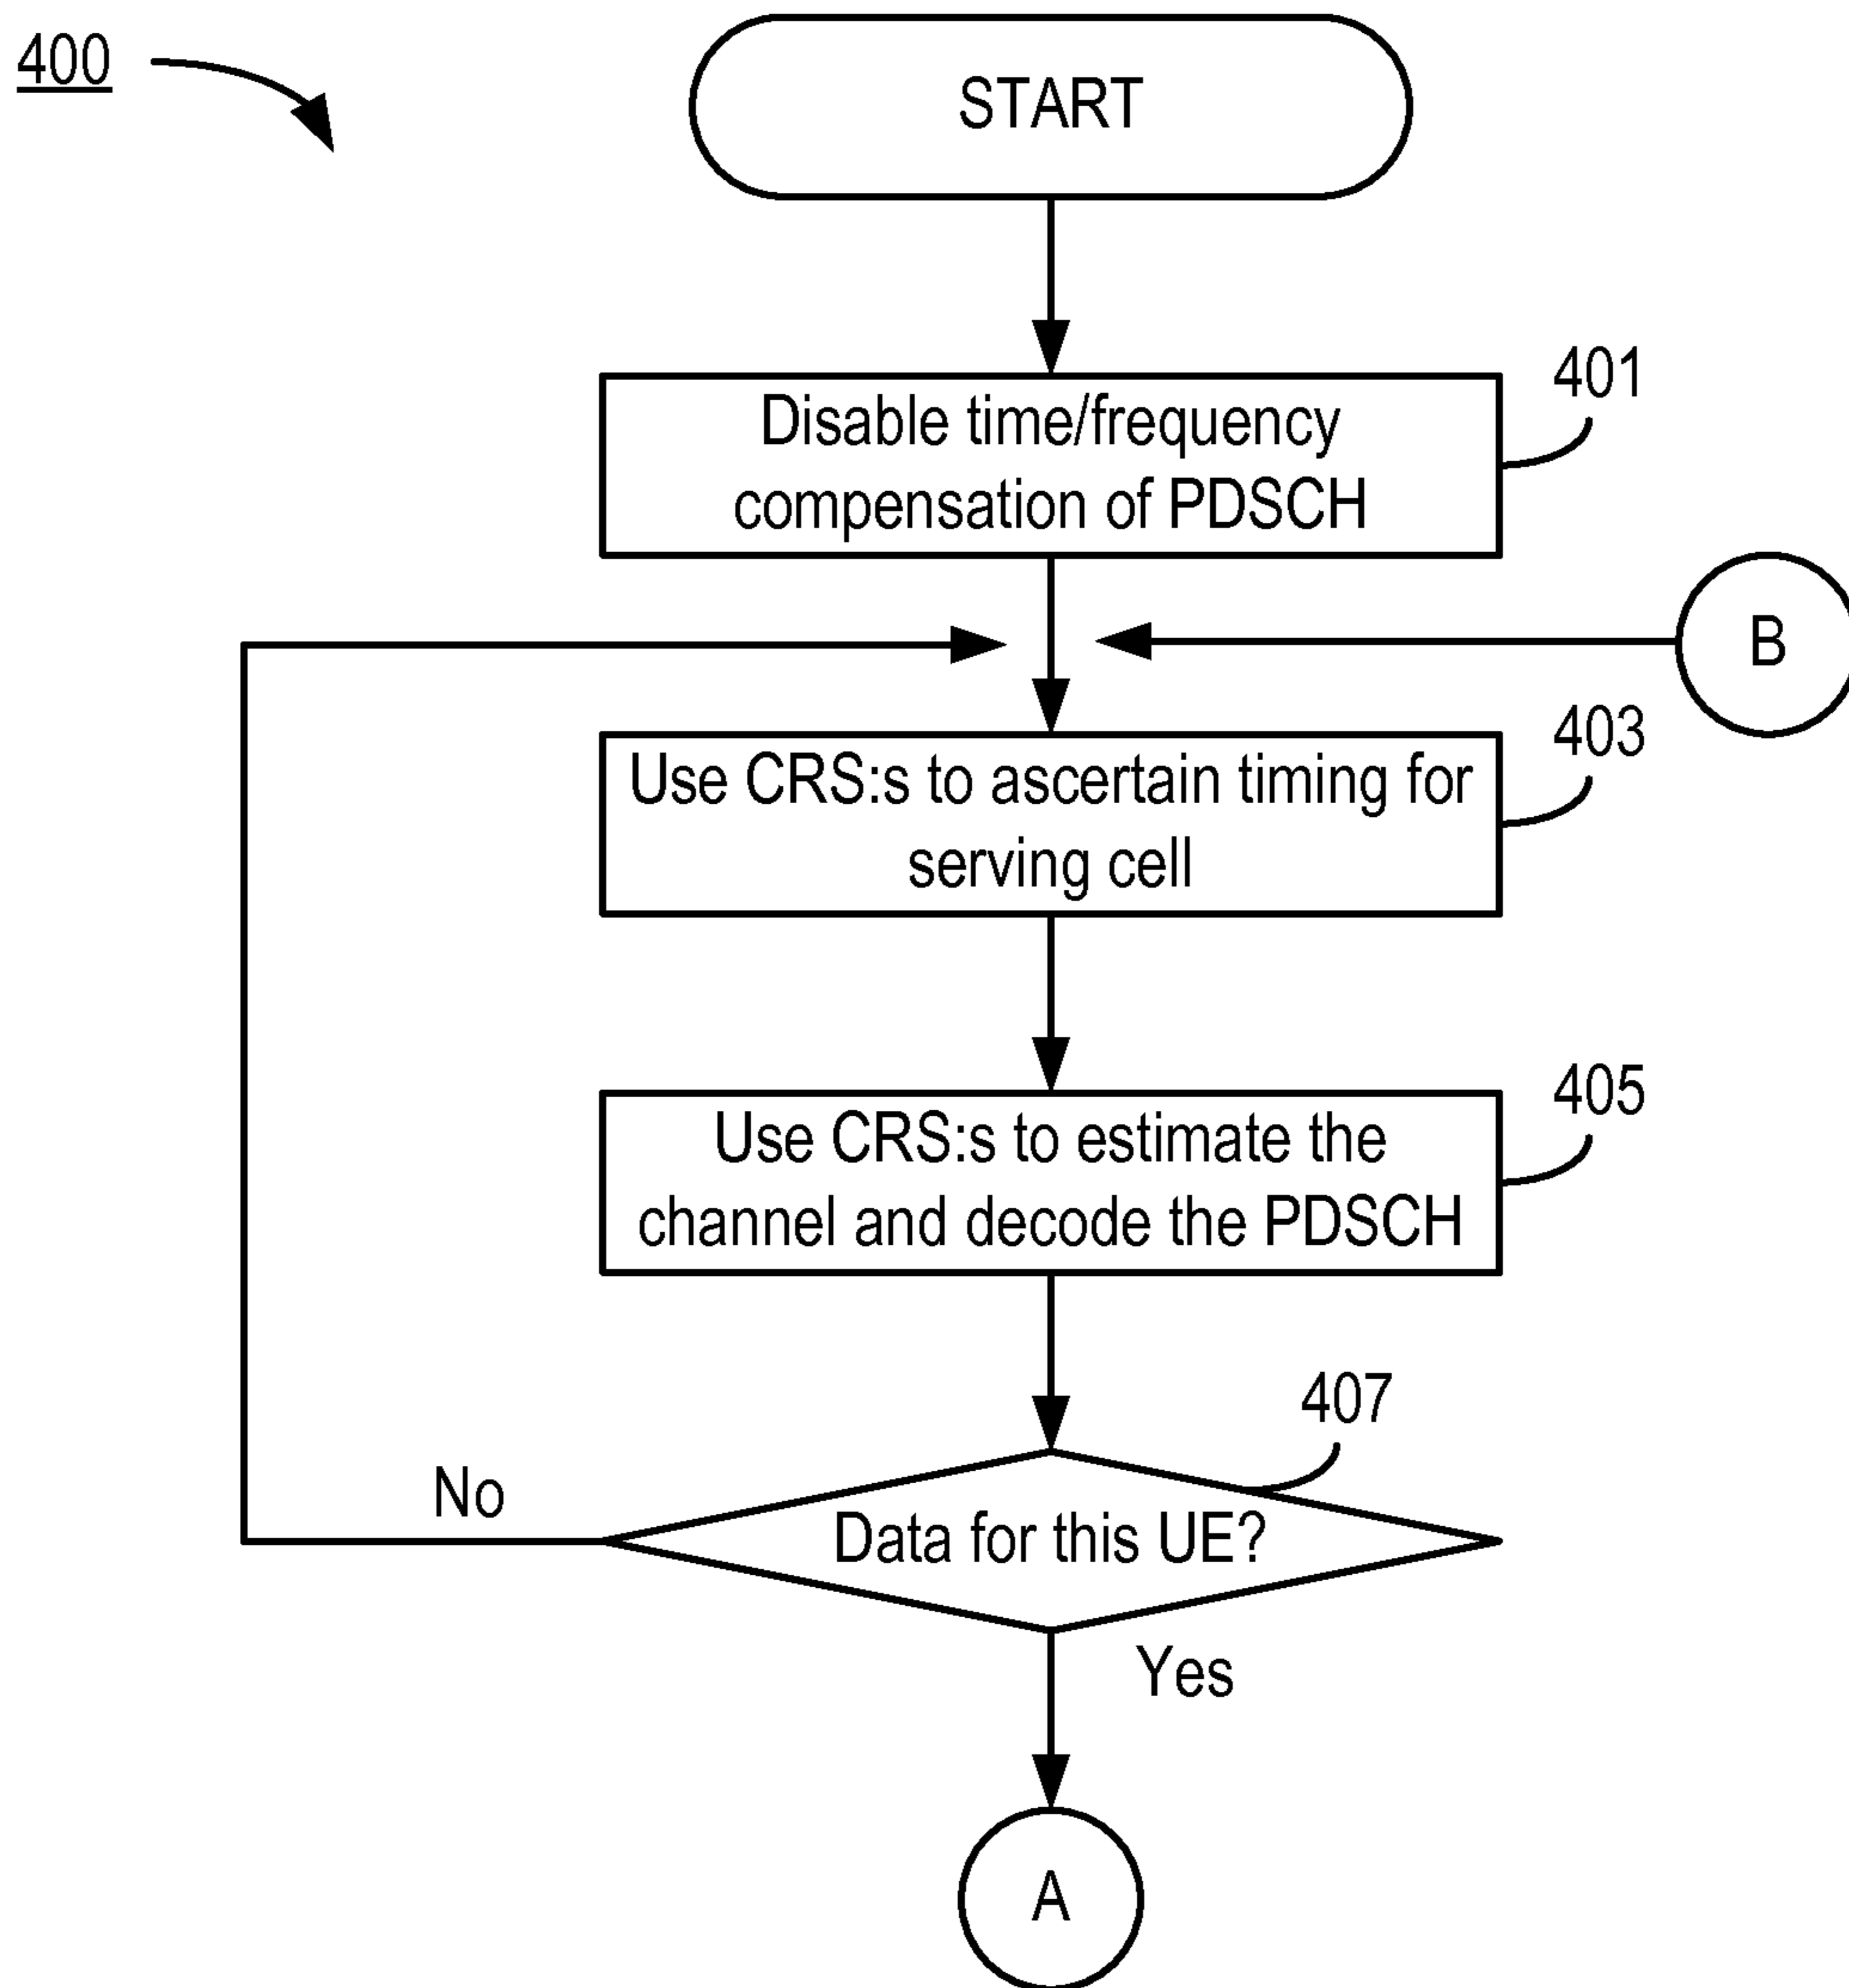 400
START
401
Disable time/frequency
compensation of PDSCH
B
403
Use CRS:s to ascertain timing for
serving cell
405
Use CRS:s to estimate the
channel and decode the PDSCH
407
No
Data for this UE?
Yes
A